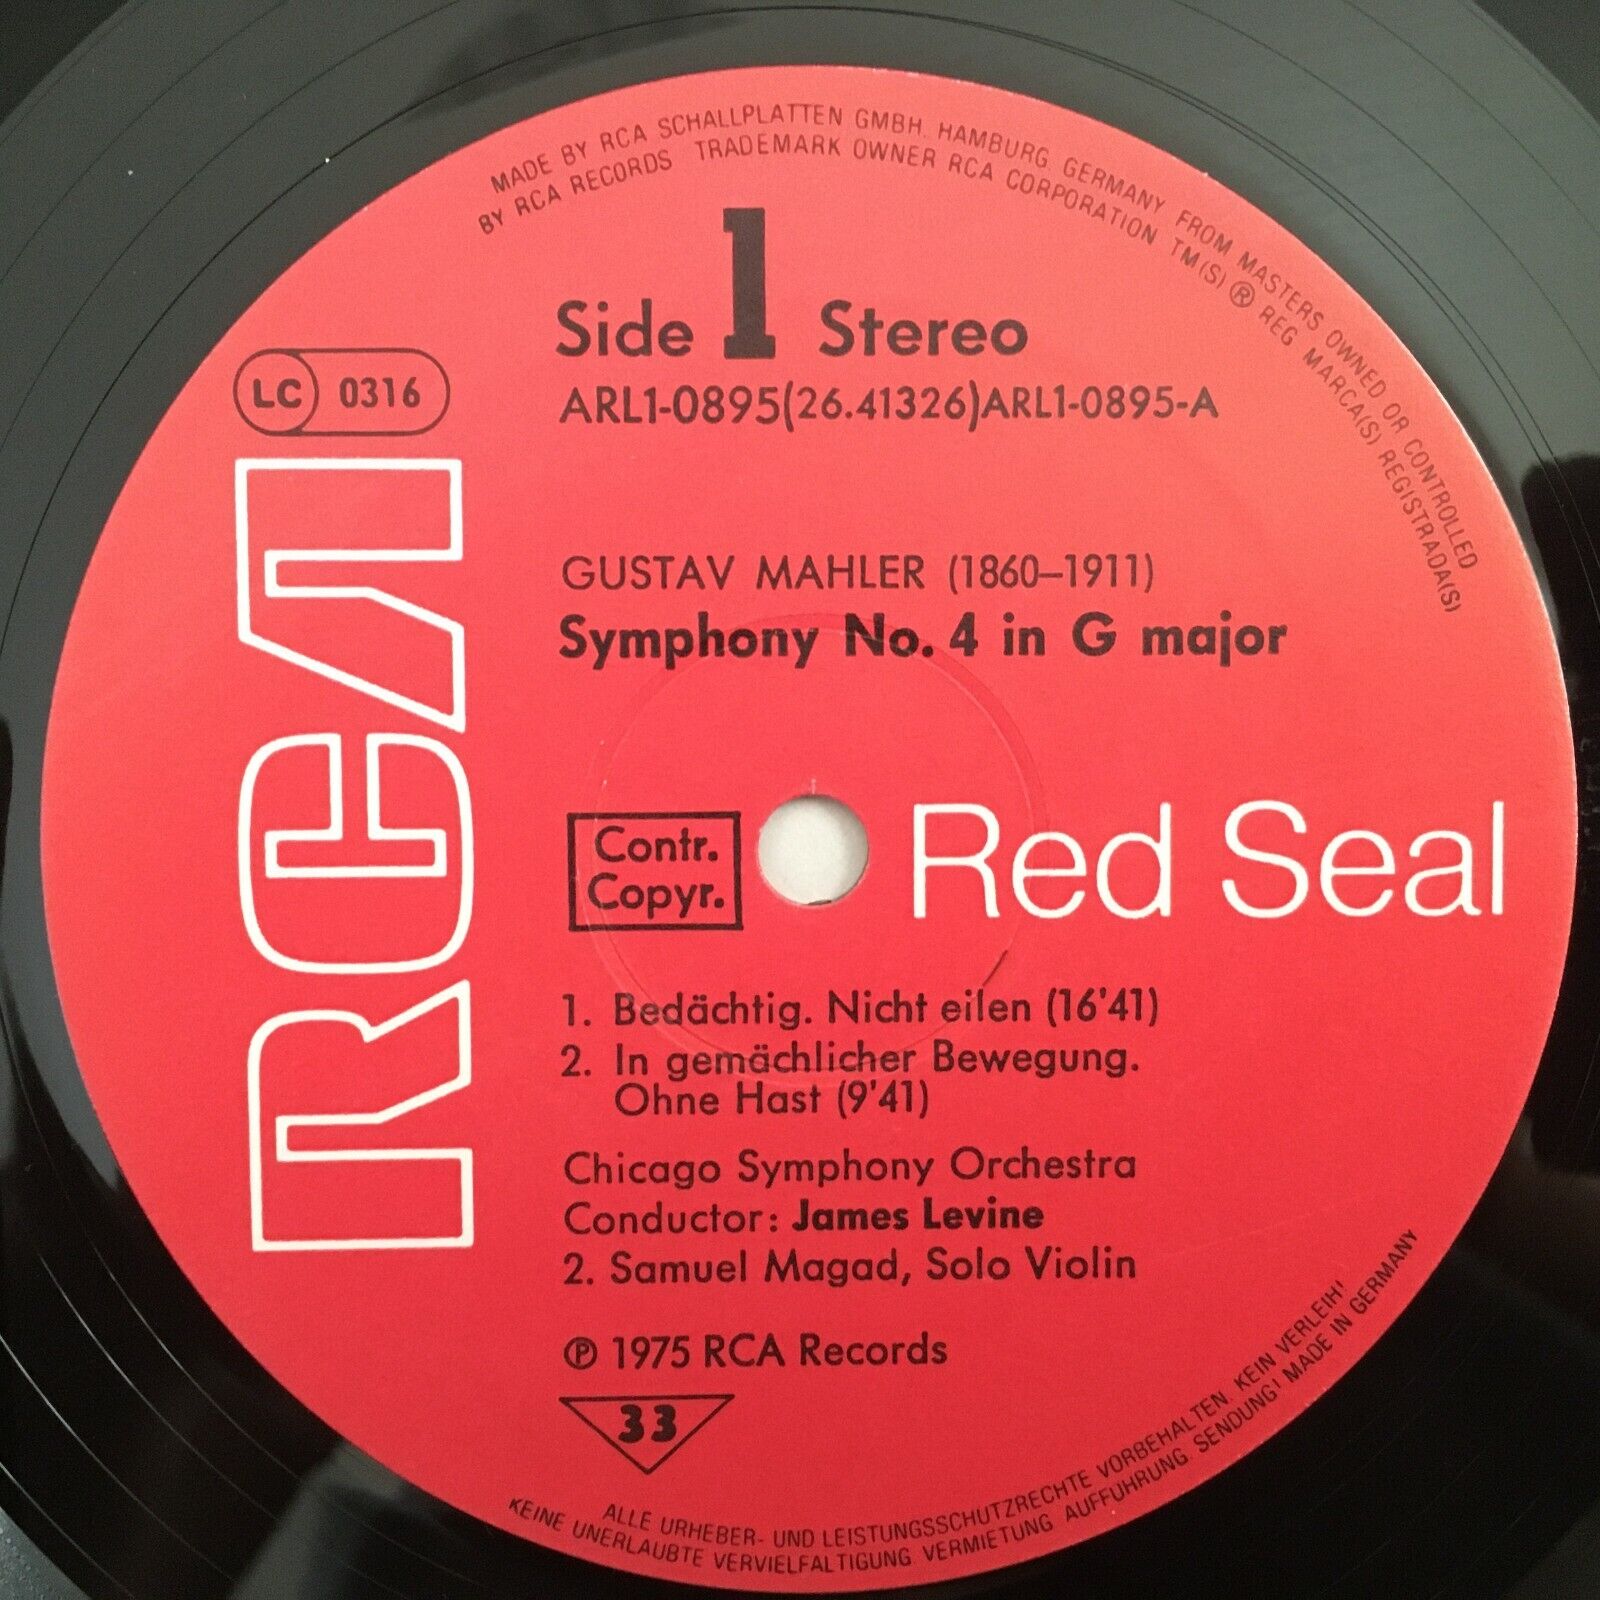 MADE BY RCA SCHALLPLATTEN GMBH. HAMBURG, GERMANY FROM MASTERS OWNED OR CONTROLLED
BY RCA RECORDS TRADEMARK OWNER RCA CORPORATION TM(S) ® REG MARCA(S) REGISTRADA(S)
Side 1 Stereo
LC 0316
ARL1-0895(26.41326)ARL1-0895-A
RCA
GUSTAV MAHLER (1860–1911)
Symphony No. 4 in G major
Contr.
Copyr.
Red Seal
1. Bedächtig. Nicht eilen (16'41)
2. In gemächlicher Bewegung.
Ohne Hast (9'41)
Chicago Symphony Orchestra
Conductor: James Levine
2. Samuel Magad, Solo Violin
℗ 1975 RCA Records
33
ALLE URHEBER- UND LEISTUNGSSCHUTZRECHTE VORBEHALTEN. KEIN VERLEIH!
KEINE UNERLAUBTE VERVIELFALTIGUNG VERMIETUNG AUFFUHRUNG. SENDUNG! MADE IN GERMANY